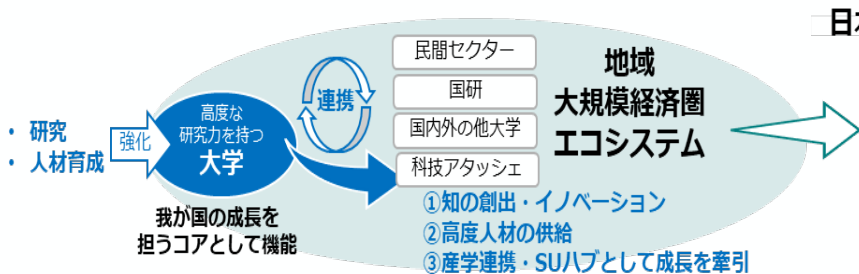 日
民間セクター
国研
国内外の他大学
科技アタッシェ
連携
地域
大規模経済圏
エコシステム
・ 研究
・ 人材育成
強化
高度な
研究力を持つ
大学
我が国の成長を
担うコアとして機能
①知の創出・イノベーション
②高度人材の供給
③産学連携・SUハブとして成長を牽引